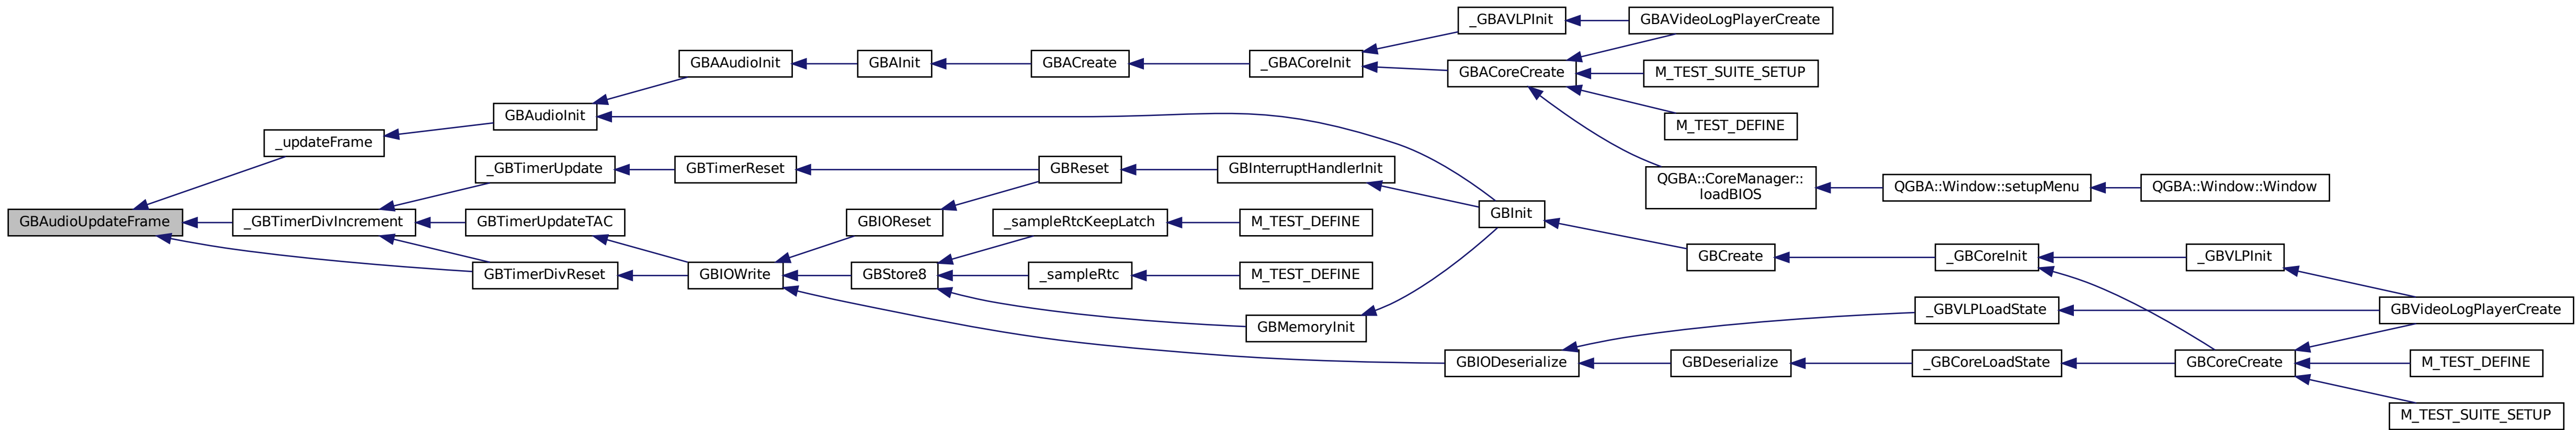 _GBAVLPInit
GBAVideoLogPlayerCreate
GBAAudioInit
GBAInit
GBACreate
_GBACoreInit
GBACoreCreate
M_TEST_SUITE_SETUP
GBAudioInit
M_TEST_DEFINE
_updateFrame
_GBTimerUpdate
GBTimerReset
GBReset
GBInterruptHandlerInit
QGBA::CoreManager::
loadBIOS
QGBA::Window::setupMenu
QGBA::Window::Window
GBAudioUpdateFrame
_GBTimerDivIncrement
GBTimerUpdateTAC
GBIOReset
_sampleRtcKeepLatch
M_TEST_DEFINE
GBInit
GBTimerDivReset
GBIOWrite
GBStore8
_sampleRtc
M_TEST_DEFINE
GBCreate
_GBCoreInit
_GBVLPInit
GBMemoryInit
_GBVLPLoadState
GBVideoLogPlayerCreate
GBIODeserialize
GBDeserialize
_GBCoreLoadState
GBCoreCreate
M_TEST_DEFINE
M_TEST_SUITE_SETUP